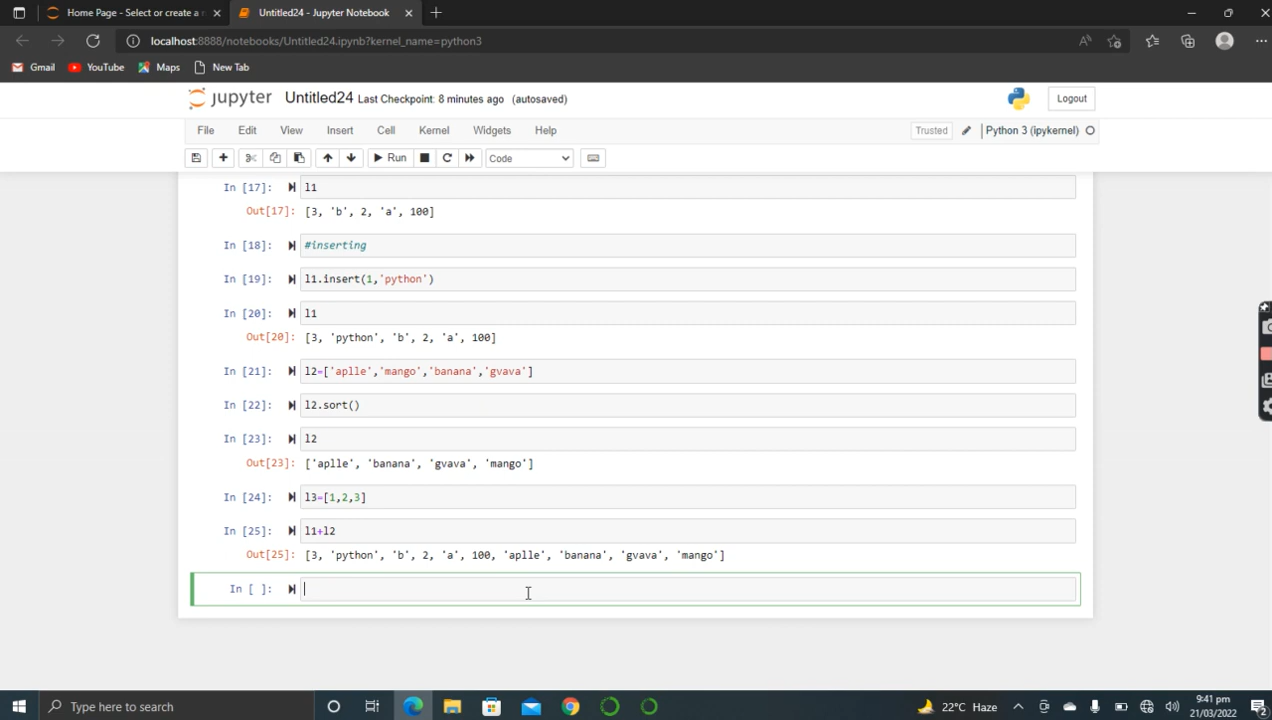 Home Page - Select or create a n
Untitled24 - Jupyter Notebook
localhost:8888/notebooks/Untitled24.ipynb?kernel_name=python3
Gmail YouTube Maps New Tab
jupyter Untitled24 Last Checkpoint: 8 minutes ago (autosaved)
Logout
File Edit View Insert Cell Kernel Widgets Help
Trusted Python 3 (ipykernel)
Run Code
In [17]: l1
Out[17]: [3, 'b', 2, 'a', 100]
In [18]: #inserting
In [19]: l1.insert(1,'python')
In [20]: l1
Out[20]: [3, 'python', 'b', 2, 'a', 100]
In [21]: l2=['aplle','mango','banana','gvava']
In [22]: l2.sort()
In [23]: l2
Out[23]: ['aplle', 'banana', 'gvava', 'mango']
In [24]: l3=[1,2,3]
In [25]: l1+l2
Out[25]: [3, 'python', 'b', 2, 'a', 100, 'aplle', 'banana', 'gvava', 'mango']
In [ ]:
Type here to search
22°C Haze
9:41 pm
21/03/2022
2